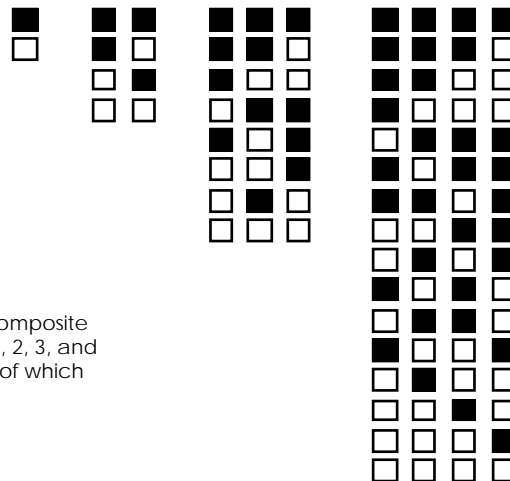 omposite
, 2, 3, and
of which